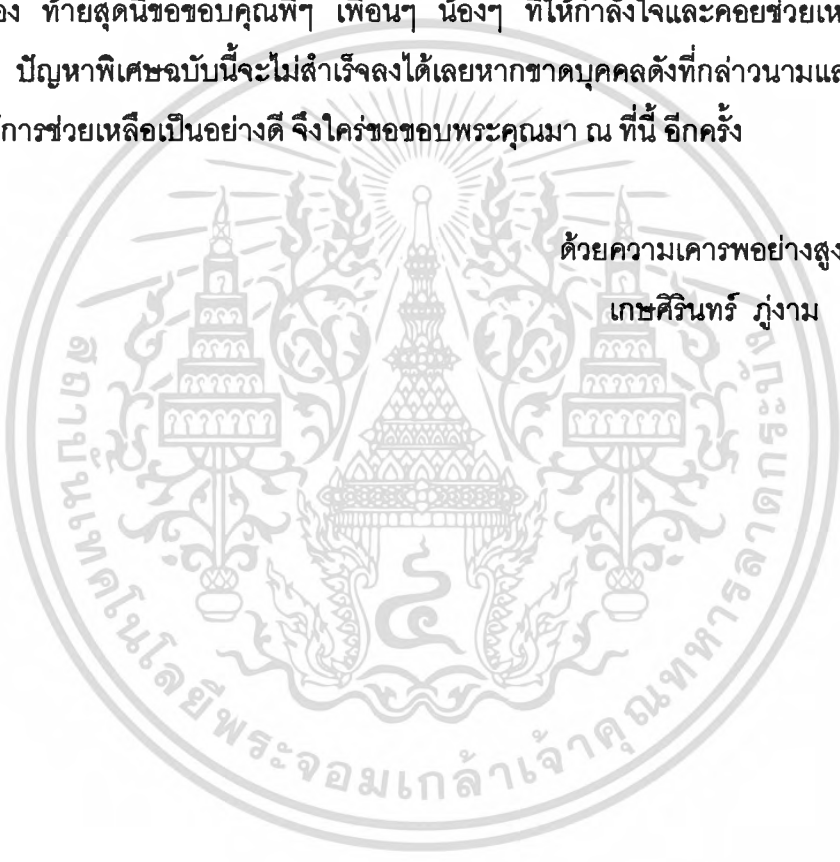 ง ท้ายสุดนี้ขอขอบคุณพี่ๆ เพื่อนๆ น้องๆ ที่ให้กำลังใจและคอยช่วยเห
ปัญหาพิเศษฉบับนี้จะไม่สำเร็จลงได้เลยหากขาดบุคคลดังที่กล่าวนามแล
การช่วยเหลือเป็นอย่างดี จึงใคร่ขอขอบพระคุณมา ณ ที่นี้ อีกครั้ง
ด้วยความเคารพอย่างสูง
เกษศิรินทร์ ภู่งาม
สถาบันเทคโนโลยีพระจอมเกล้าเจ้าคุณทหารลาดกระบัง
๔